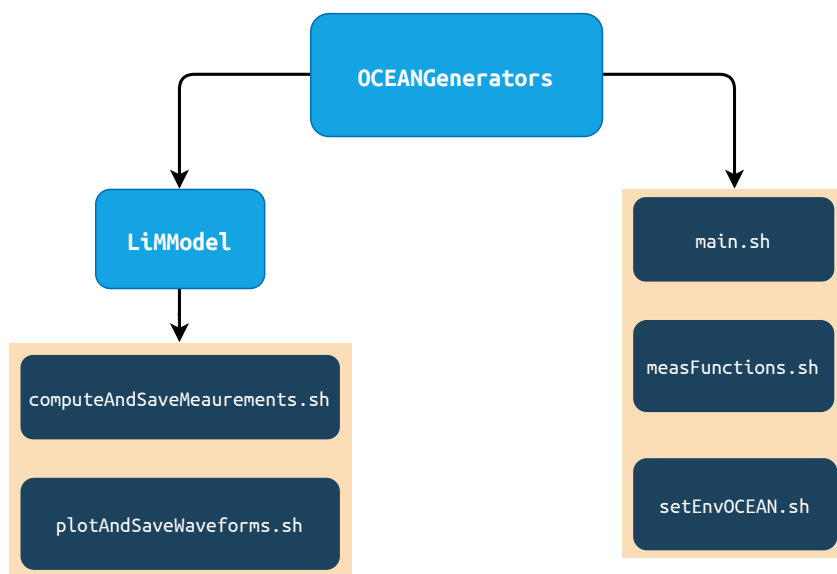 OCEANGenerators
LiMModel
main.sh
measFunctions.sh
computeAndSaveMeaurements.sh
setEnvOCEAN.sh
plotAndSaveWaveforms.sh